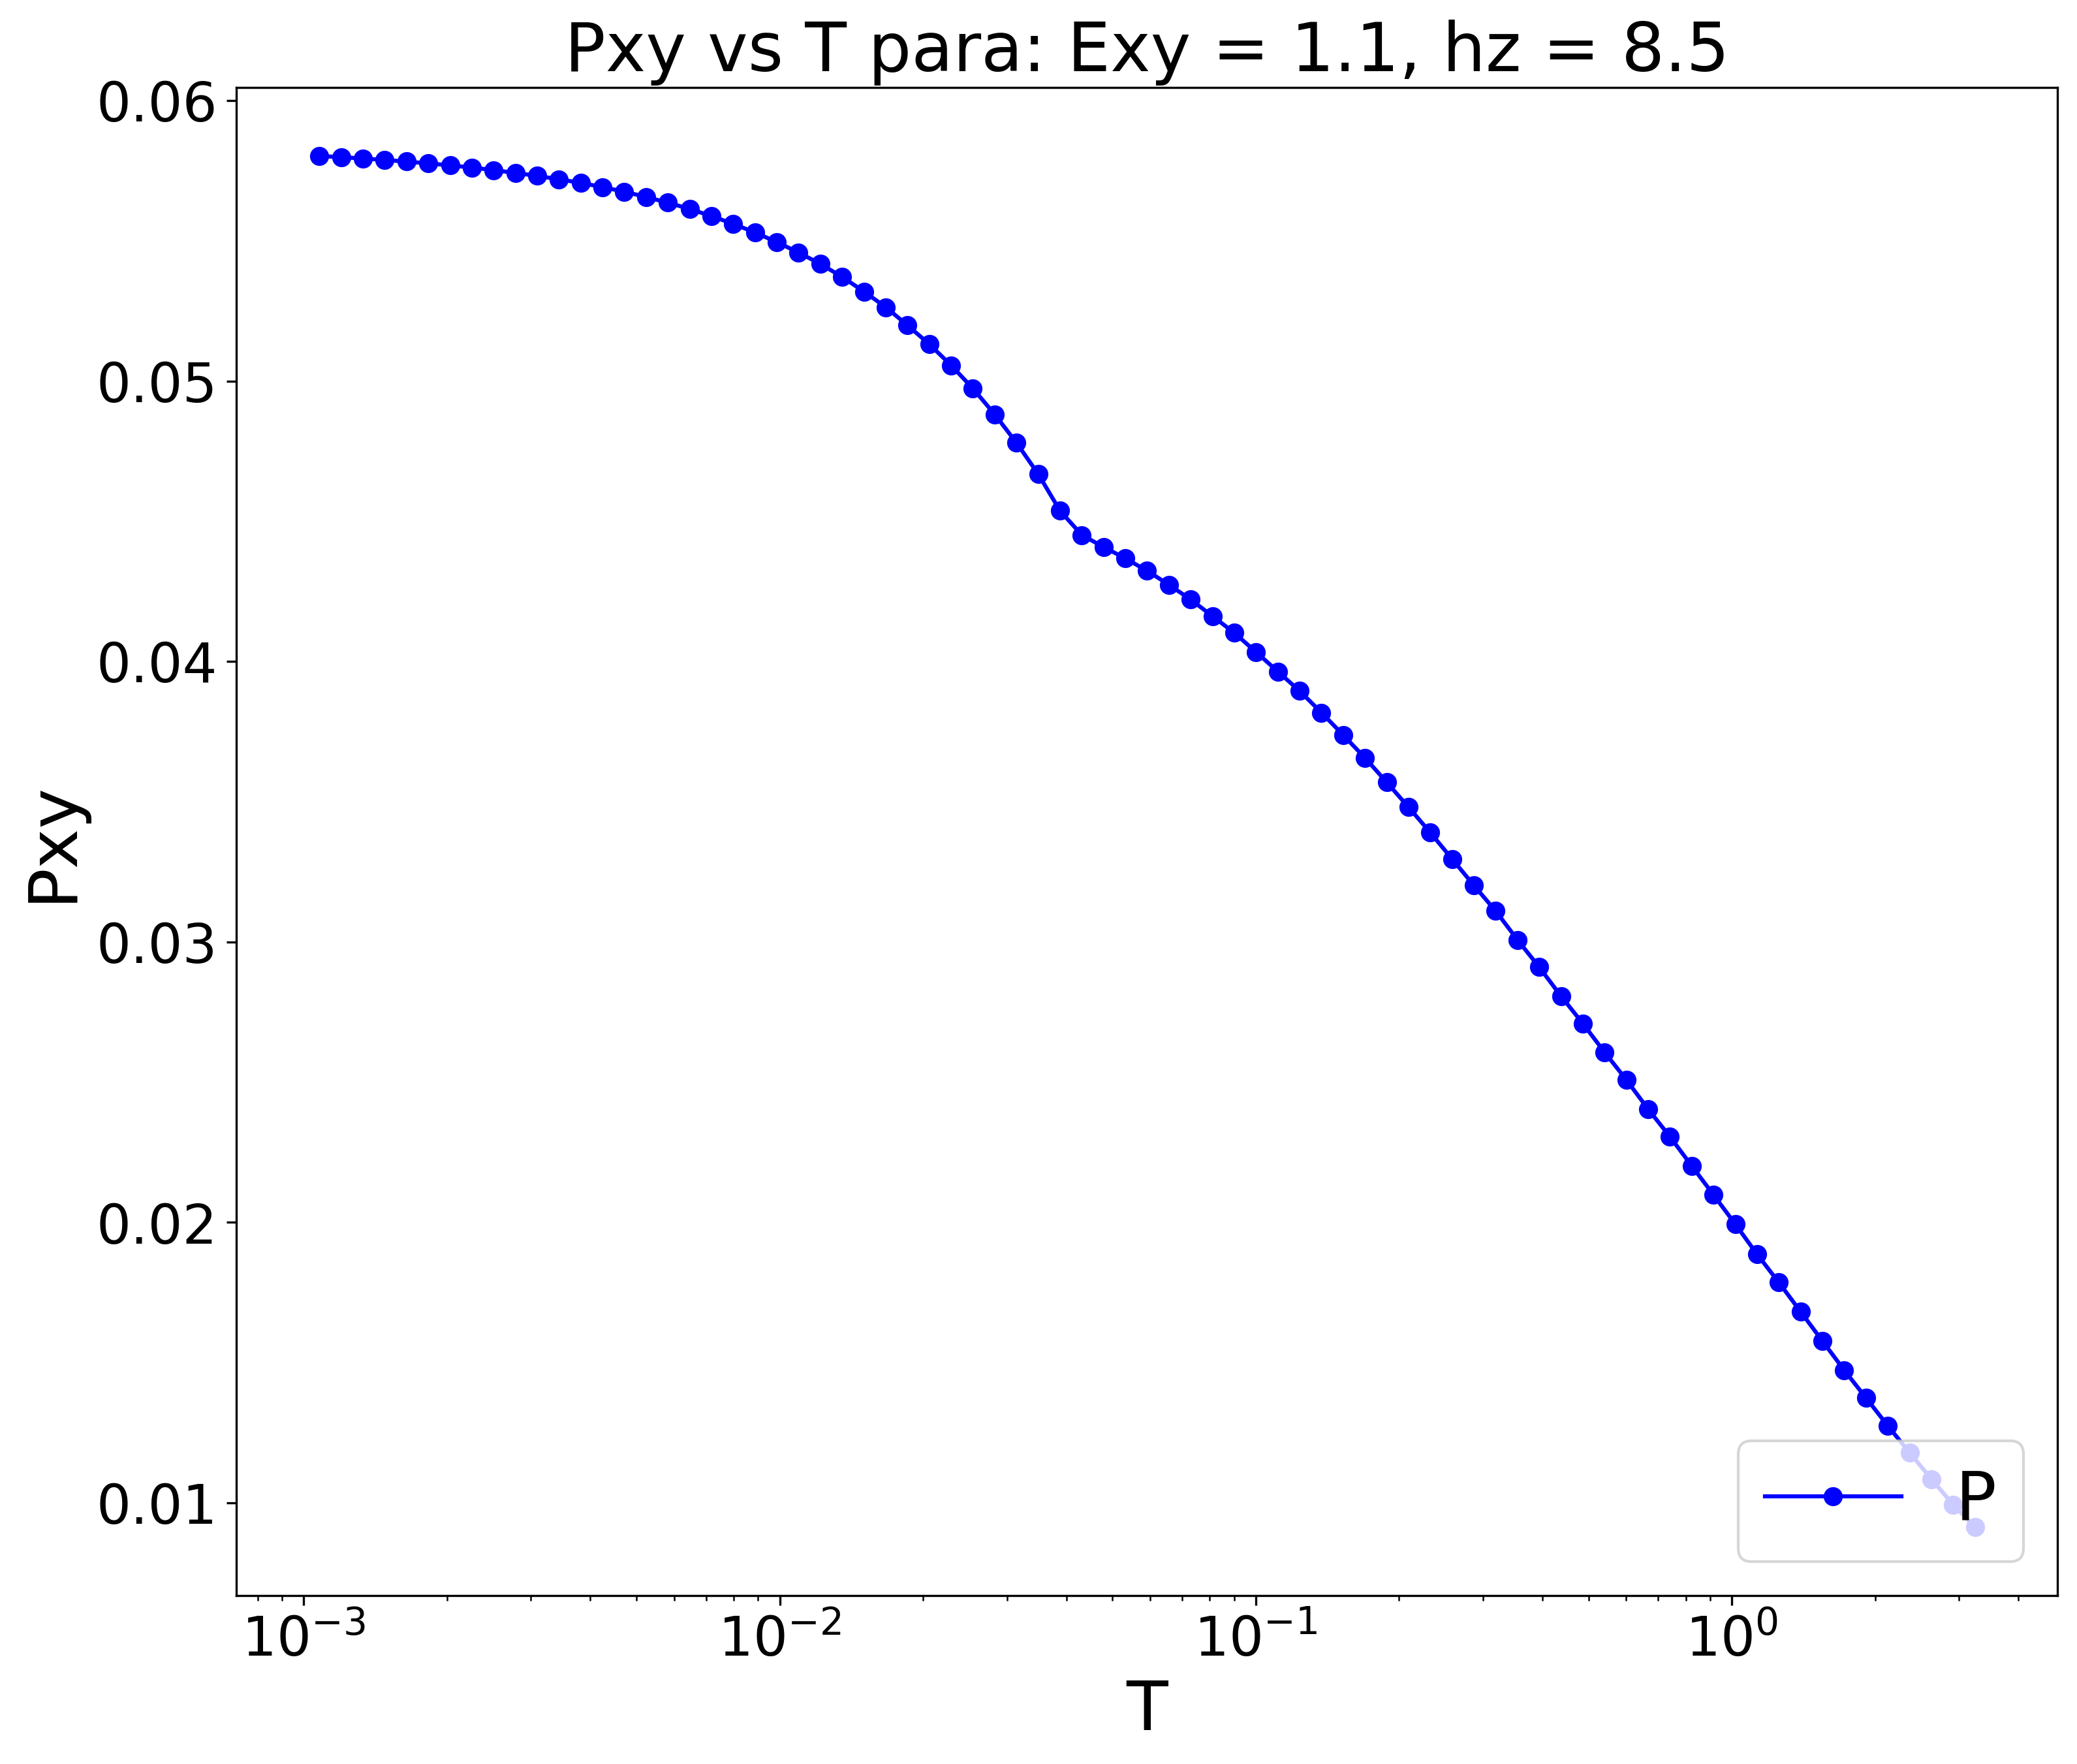 Pxy vs T para: Exy = 1.1, hz = 8.5
0.06
0.05
0.04
0.03
0.02
0.01
Pxy
P
10⁻³ 10⁻² 10⁻¹ 10⁰
T